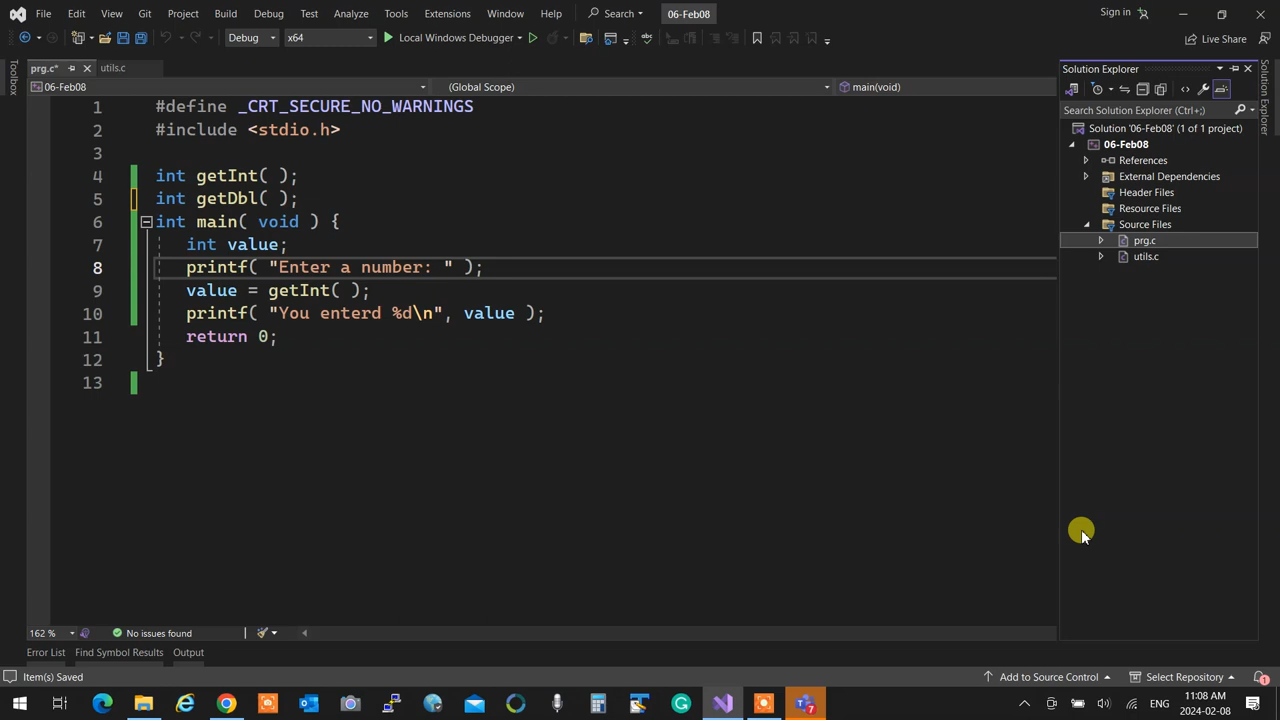 File Edit View Git Project Build Debug Test Analyze Tools Extensions Window Help Search 06-Feb08 Sign in
Debug x64 Local Windows Debugger Live Share
Toolbox
prg.c* utils.c
06-Feb08 (Global Scope) main(void)
1 #define _CRT_SECURE_NO_WARNINGS
2 #include <stdio.h>
3
4 int getInt( );
5 int getDbl( );
6 int main( void ) {
7 int value;
8 printf( "Enter a number: " );
9 value = getInt( );
10 printf( "You enterd %d\n", value );
11 return 0;
12 }
13
162 % No issues found
Error List Find Symbol Results Output
Solution Explorer
Search Solution Explorer (Ctrl+;)
Solution '06-Feb08' (1 of 1 project)
06-Feb08
References
External Dependencies
Header Files
Resource Files
Source Files
prg.c
utils.c
Solution Explorer
Item(s) Saved Add to Source Control Select Repository 1
7 ENG 11:08 AM
2024-02-08